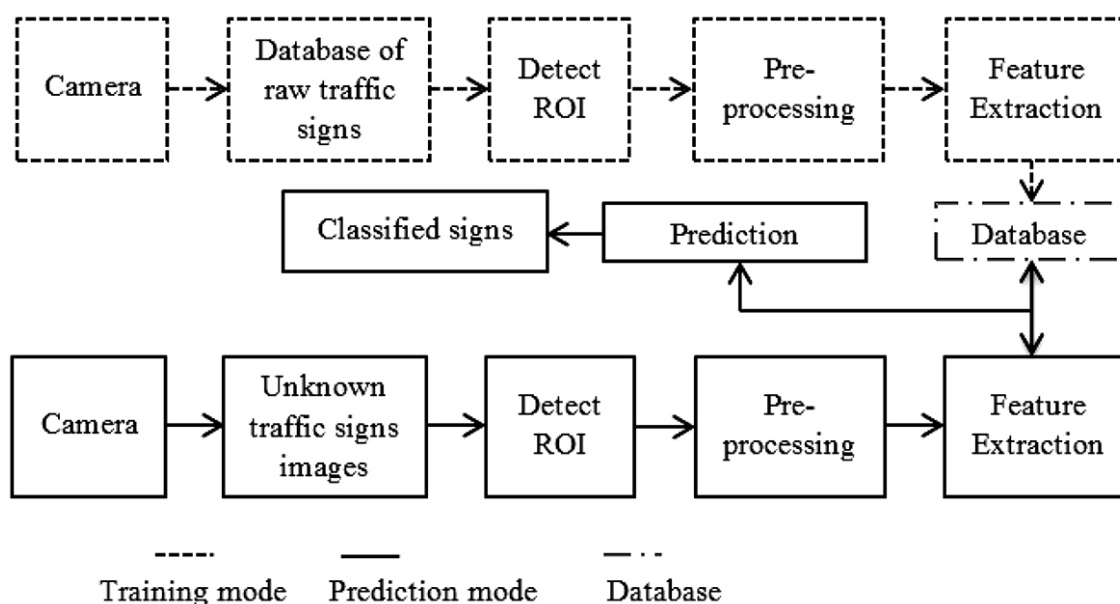 Camera
Database of
raw traffic
signs
Detect
ROI
Pre-
processing
Feature
Extraction
Classified signs
Prediction
Database
Camera
Unknown
traffic signs
images
Detect
ROI
Pre-
processing
Feature
Extraction
Training mode
Prediction mode
Database